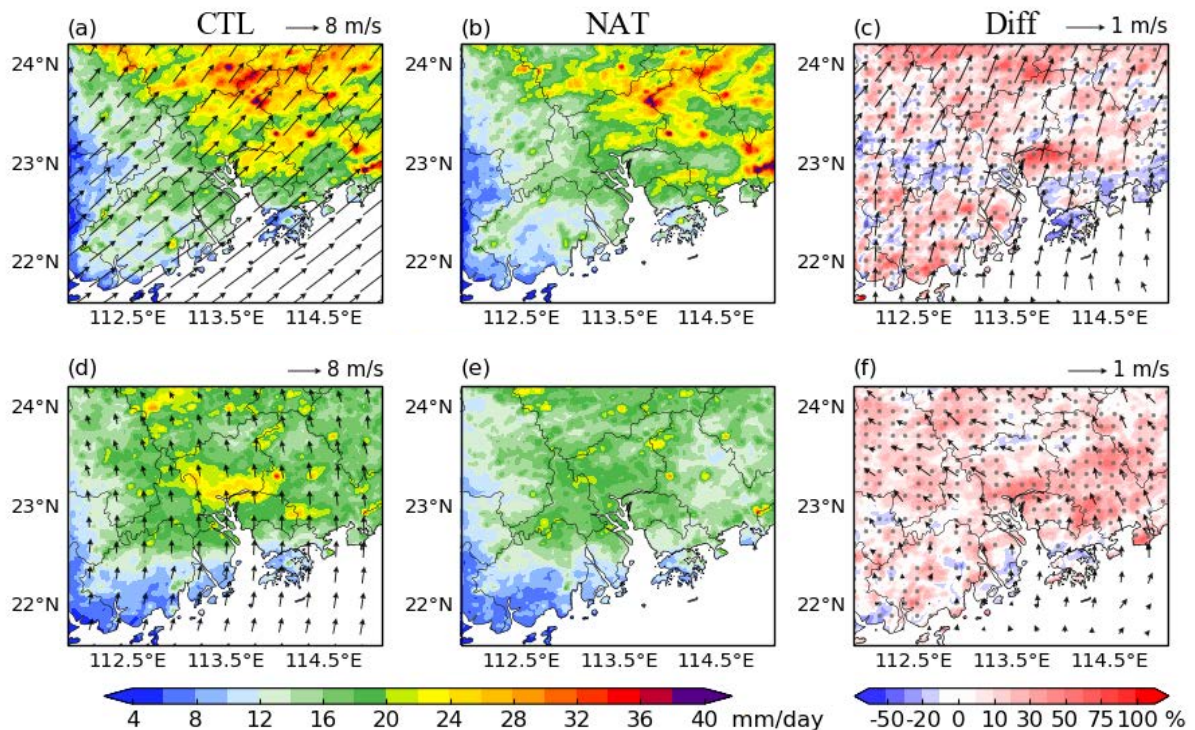 (a) CTL 8 m/s (b) NAT (c) Diff 1 m/s
24°N 24°N 24°N
23°N 23°N 23°N
22°N 22°N 22°N
112.5°E 113.5°E 114.5°E 112.5°E 113.5°E 114.5°E 112.5°E 113.5°E 114.5°E
(d) 8 m/s (e) (f) 1 m/s
24°N 24°N 24°N
23°N 23°N 23°N
22°N 22°N 22°N
112.5°E 113.5°E 114.5°E 112.5°E 113.5°E 114.5°E 112.5°E 113.5°E 114.5°E
4 8 12 16 20 24 28 32 36 40 mm/day -50 -20 0 10 30 50 75 100 %